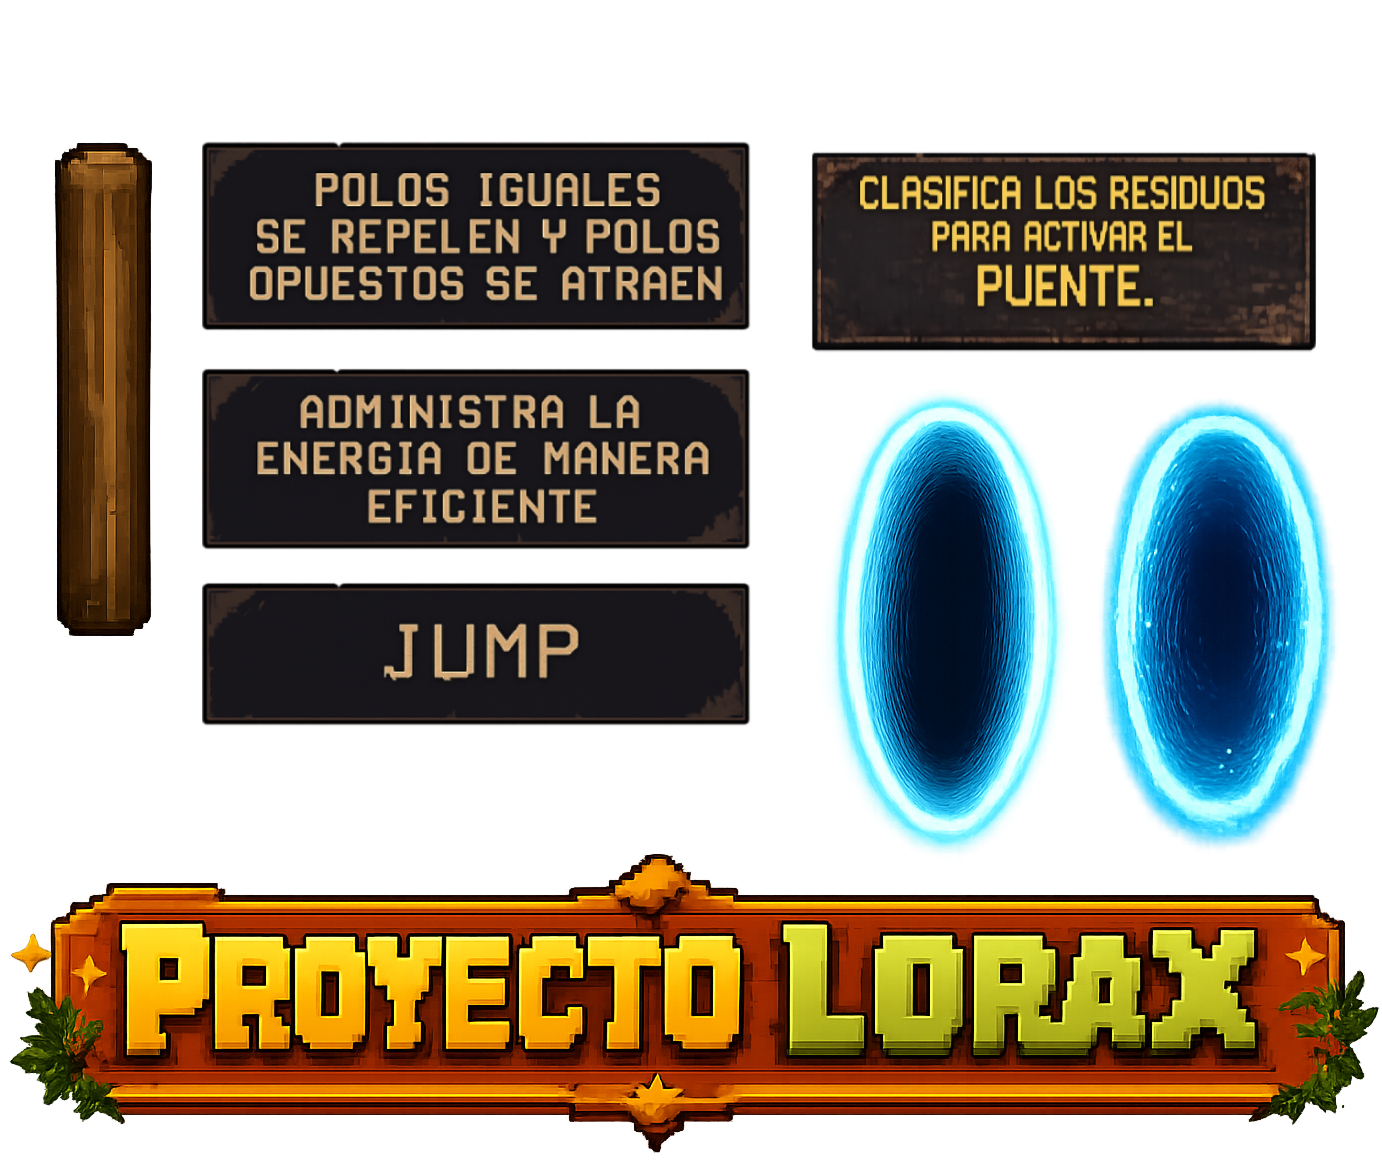 POLOS IGUALES
SE REPELEN Y POLOS
OPUESTOS SE ATRAEN
CLASIFICA LOS RESIDUOS
PARA ACTIVAR EL
PUENTE.
ADMINISTRA LA
ENERGIA OE MANERA
EFICIENTE
JUMP
PROYECTO LORAX